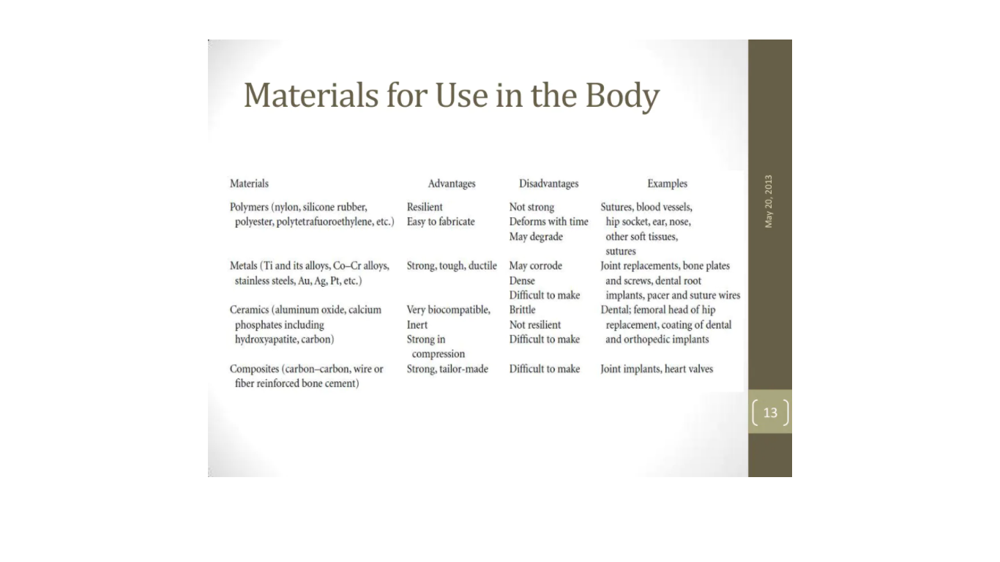 Materials for Use in the Body
Materials Advantages Disadvantages Examples
Polymers (nylon, silicone rubber, Resilient Not strong Sutures, blood vessels,
polyester, polytetrafuoroethylene, etc.) Easy to fabricate Deforms with time hip socket, ear, nose,
May degrade other soft tissues,
sutures
Metals (Ti and its alloys, Co–Cr alloys, Strong, tough, ductile May corrode Joint replacements, bone plates
stainless steels, Au, Ag, Pt, etc.) Dense and screws, dental root
Difficult to make implants, pacer and suture wires
Ceramics (aluminum oxide, calcium Very biocompatible, Brittle Dental; femoral head of hip
phosphates including Inert Not resilient replacement, coating of dental
hydroxyapatite, carbon) Strong in Difficult to make and orthopedic implants
compression
Composites (carbon–carbon, wire or Strong, tailor-made Difficult to make Joint implants, heart valves
fiber reinforced bone cement)
May 20, 2013
13